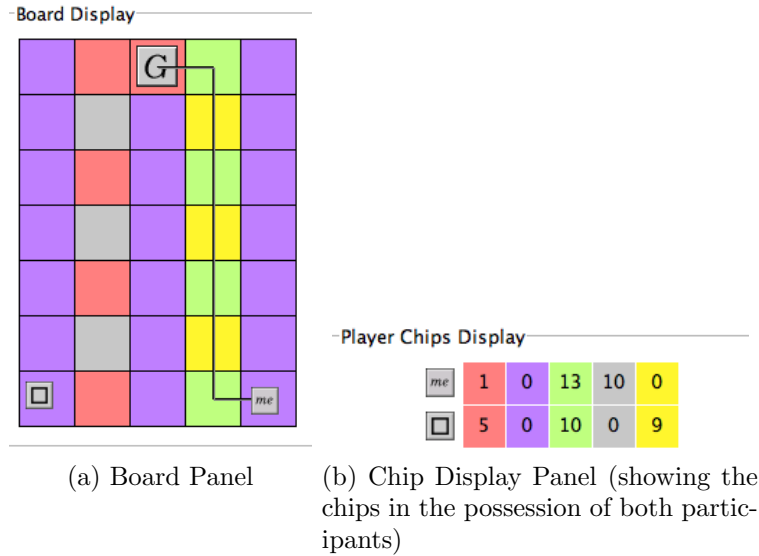 Board Display
G
me
Player Chips Display
me 1 0 13 10 0
5 0 10 0 9
(a) Board Panel
(b) Chip Display Panel (showing the
chips in the possession of both partic-
ipants)